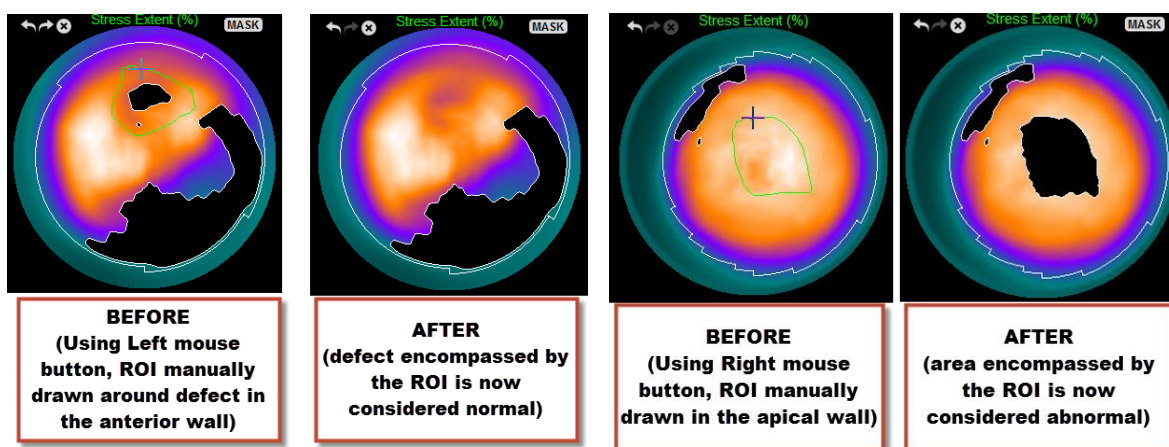 Stress Extent (%)
MASK
Stress Extent (%)
MASK
Stress Extent (%)
MASK
Stress Extent (%)
MASK
BEFORE
(Using Left mouse
button, ROI manually
drawn around defect in
the anterior wall)
AFTER
(defect encompassed by
the ROI is now
considered normal)
BEFORE
(Using Right mouse
button, ROI manually
drawn in the apical wall)
AFTER
(area encompassed by
the ROI is now
considered abnormal)